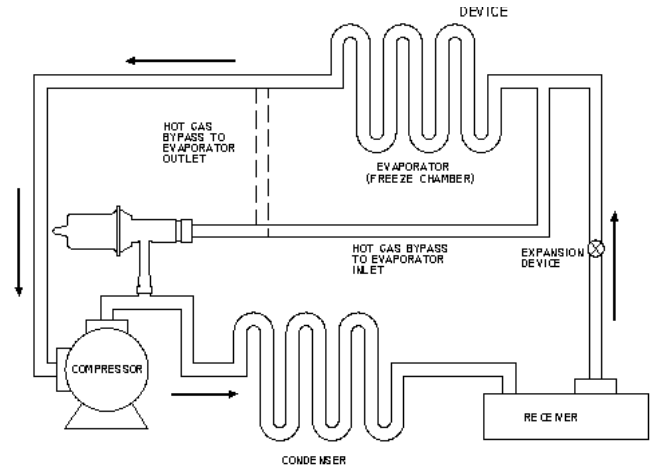 DEVICE
HOT GAS
BYPASS TO
EVAPORATOR
OUTLET
EVAPORATOR
(FREEZE CHAMBER)
HOT GAS BYPASS
TO EVAPORATOR
INLET
EXPANSION
DEVICE
COMPRESSOR
RECEIVER
CONDENSER